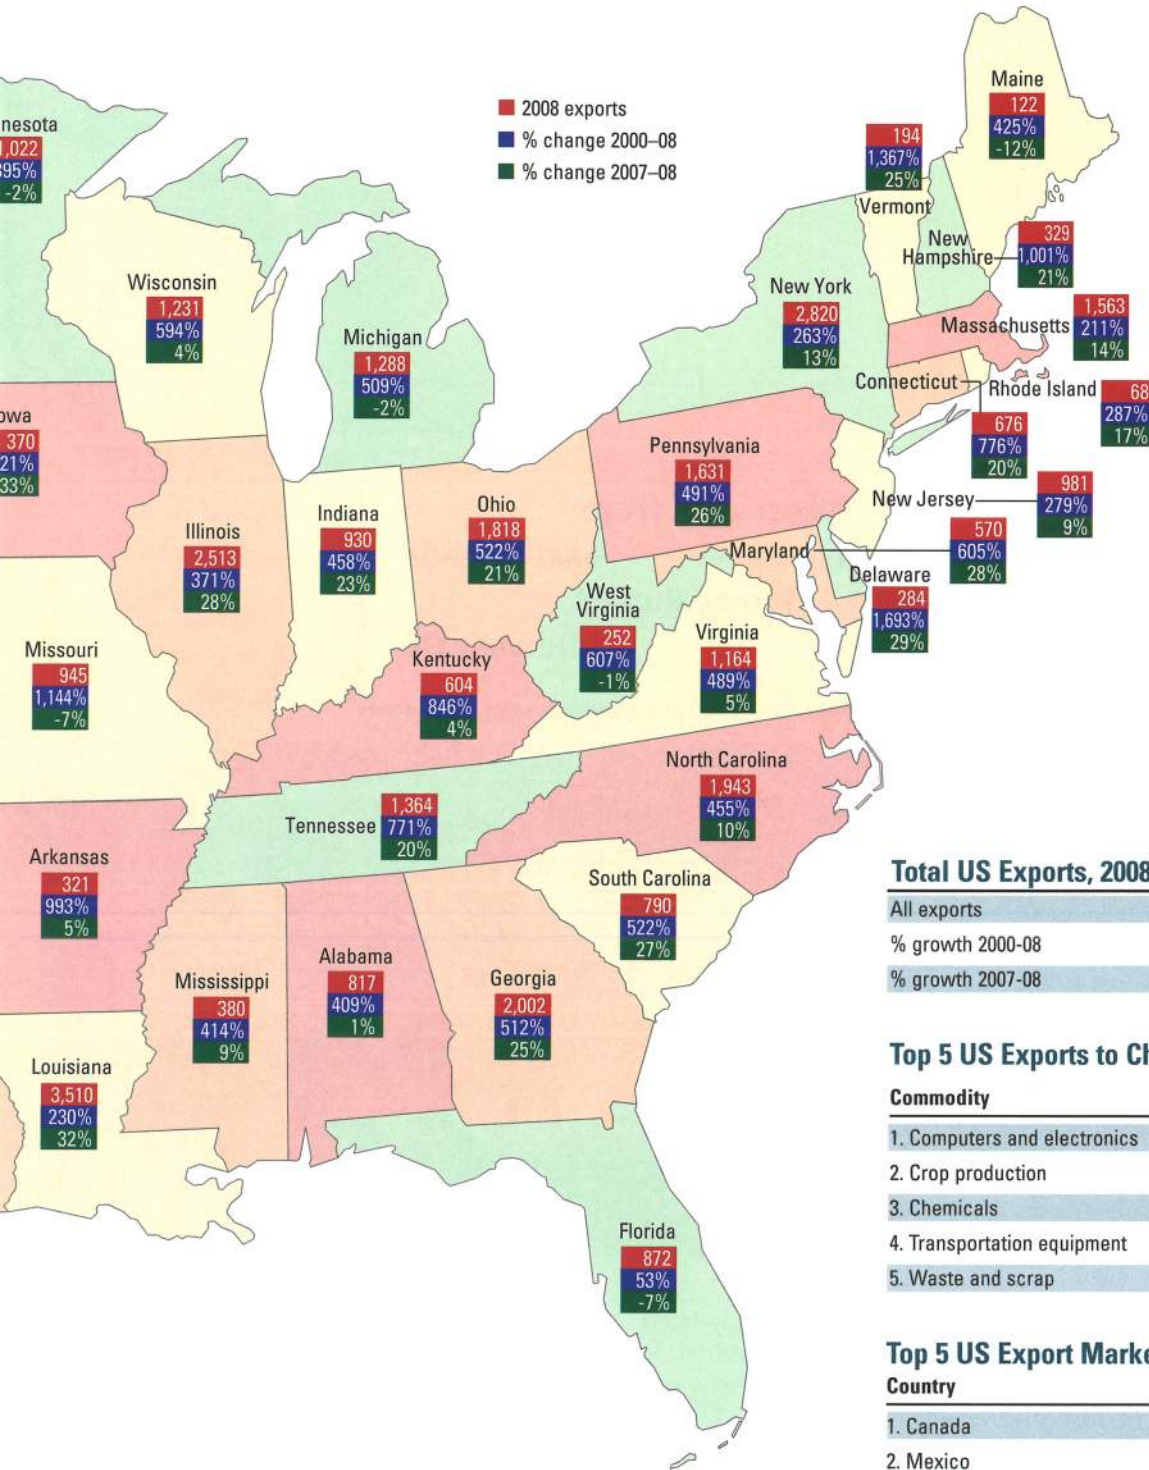 2008 exports
% change 2000–08
% change 2007–08
Maine
122
425%
-12%
194
1,367%
25%
Vermont
New
Hampshire
329
1,001%
21%
nesota
1,022
395%
-2%
Wisconsin
1,231
594%
4%
Michigan
1,288
509%
-2%
New York
2,820
263%
13%
Massachusetts
1,563
211%
14%
Connecticut
676
776%
20%
Rhode Island
68
287%
17%
owa
370
21%
33%
Pennsylvania
1,631
491%
26%
New Jersey
981
279%
9%
Illinois
2,513
371%
28%
Indiana
930
458%
23%
Ohio
1,818
522%
21%
Maryland
570
605%
28%
Delaware
284
1,693%
29%
West
Virginia
252
607%
-1%
Virginia
1,164
489%
5%
Missouri
945
1,144%
-7%
Kentucky
604
846%
4%
North Carolina
1,943
455%
10%
Tennessee
1,364
771%
20%
Arkansas
321
993%
5%
South Carolina
790
522%
27%
Mississippi
380
414%
9%
Alabama
817
409%
1%
Georgia
2,002
512%
25%
Louisiana
3,510
230%
32%
Florida
872
53%
-7%
Total US Exports, 2008
All exports
% growth 2000-08
% growth 2007-08
Top 5 US Exports to Ch
Commodity
1. Computers and electronics
2. Crop production
3. Chemicals
4. Transportation equipment
5. Waste and scrap
Top 5 US Export Marke
Country
1. Canada
2. Mexico